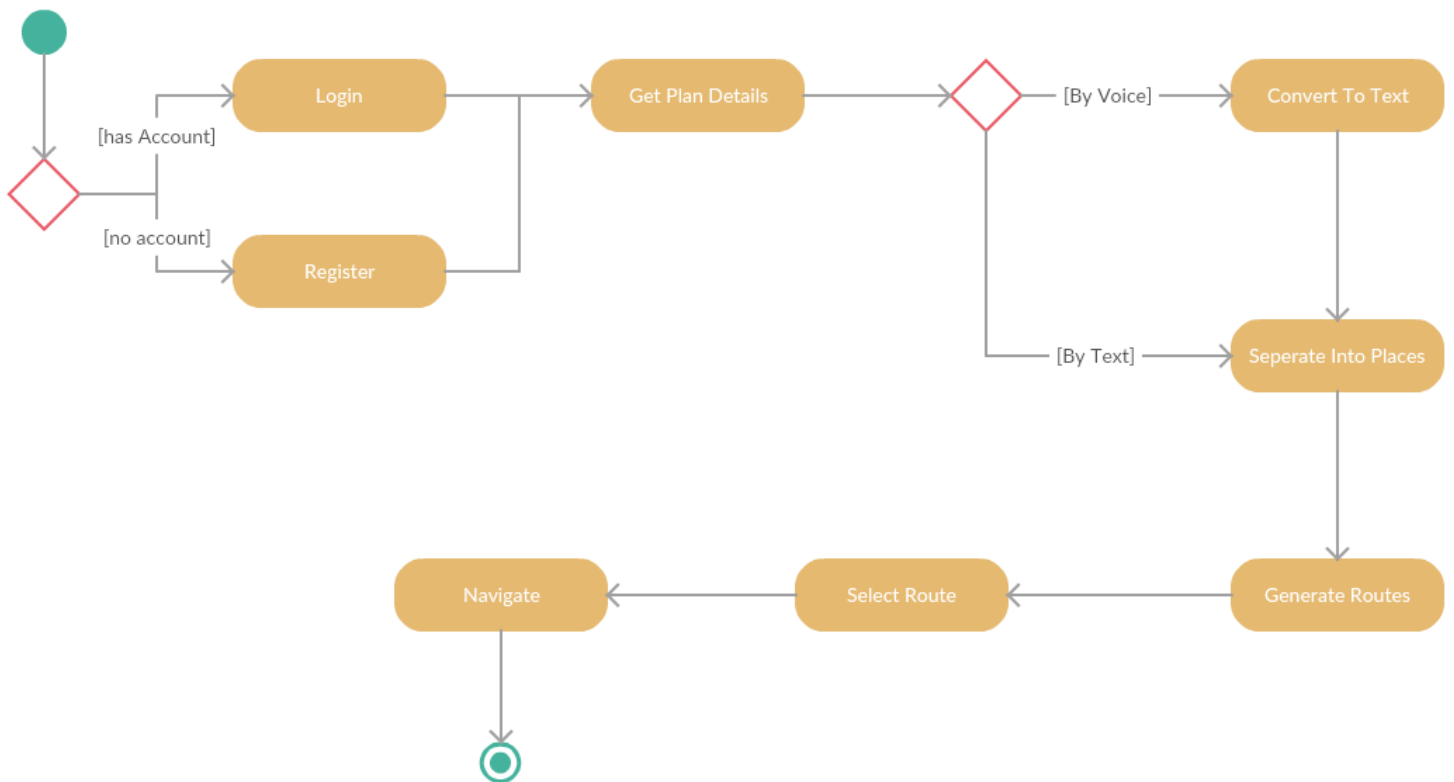 Login
Get Plan Details
[By Voice]
Convert To Text
[has Account]
[no account]
Register
[By Text]
Seperate Into Places
Navigate
Select Route
Generate Routes